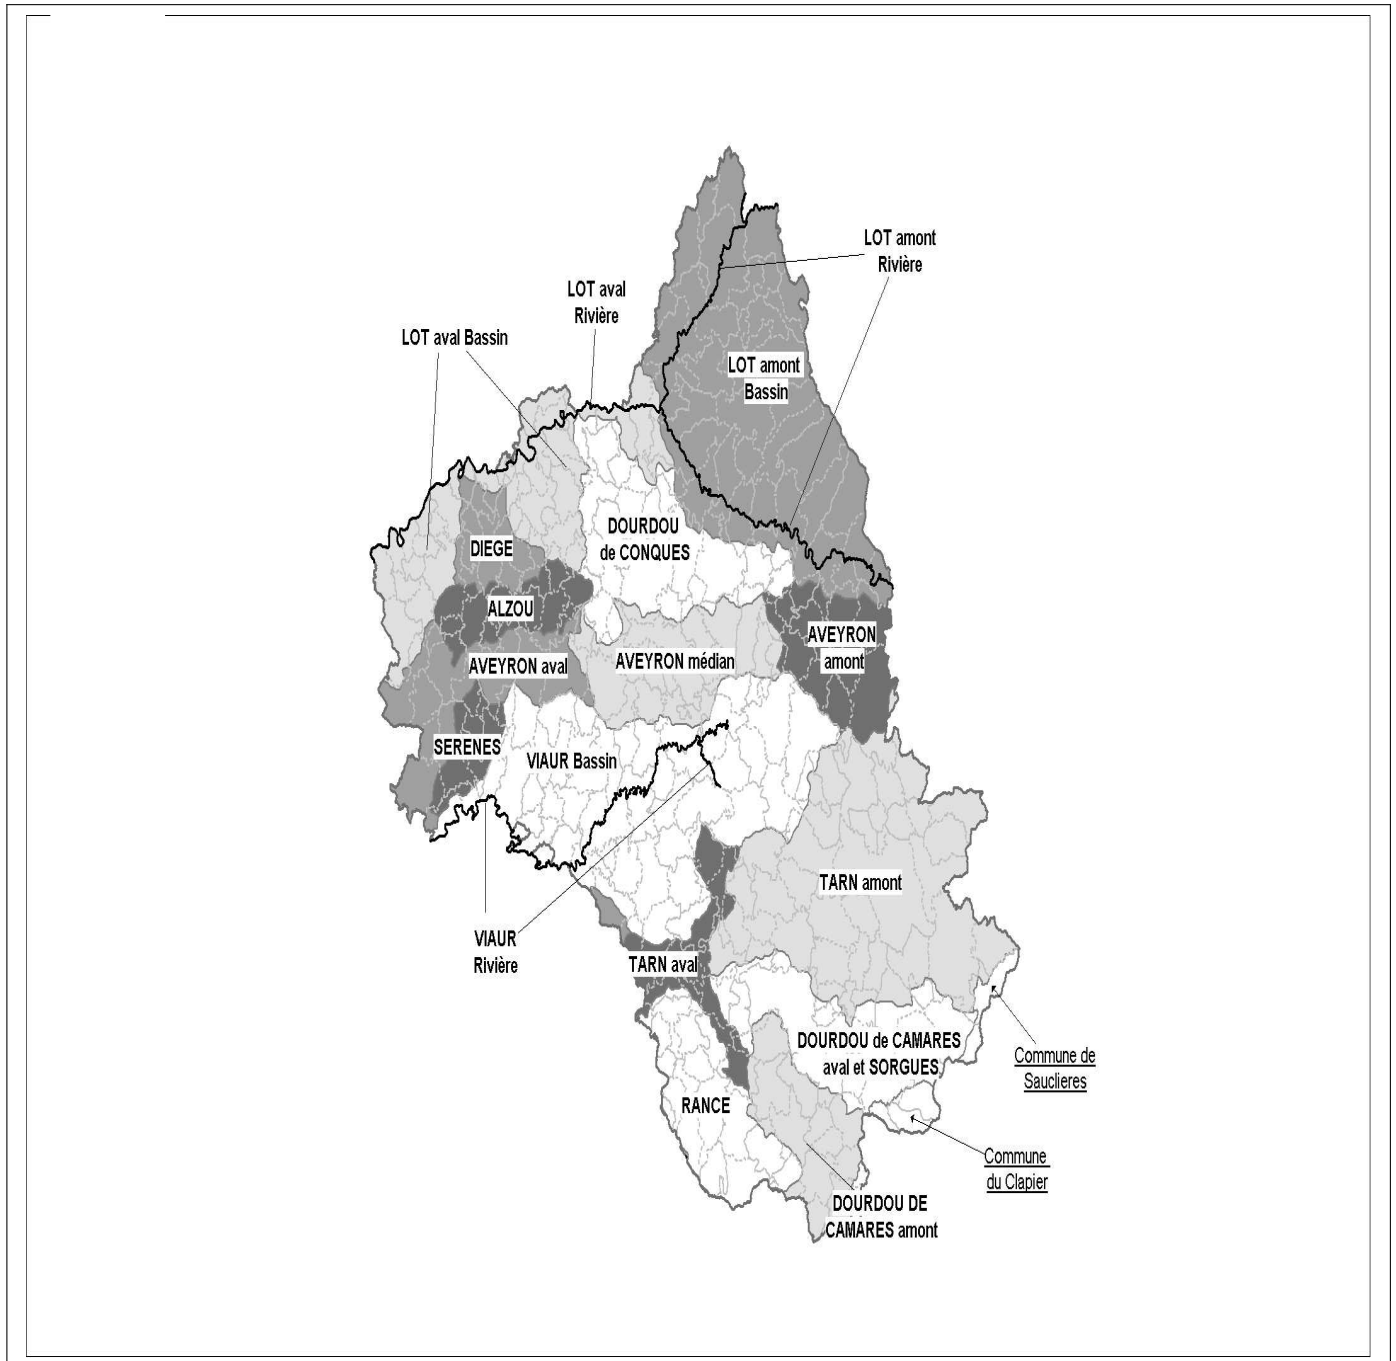 LOT amont
Rivière
LOT aval
Rivière
LOT aval Bassin
LOT amont
Bassin
DOURDOU
de CONQUES
DIEGE
ALZOU
AVEYRON
amont
AVEYRON médian
AVEYRON aval
SERENES
VIAUR Bassin
TARN amont
VIAUR
Rivière
TARN aval
DOURDOU de CAMARES
aval et SORGUES
Commune de
Sauclieres
RANCE
Commune
du Clapier
DOURDOU DE
CAMARES amont